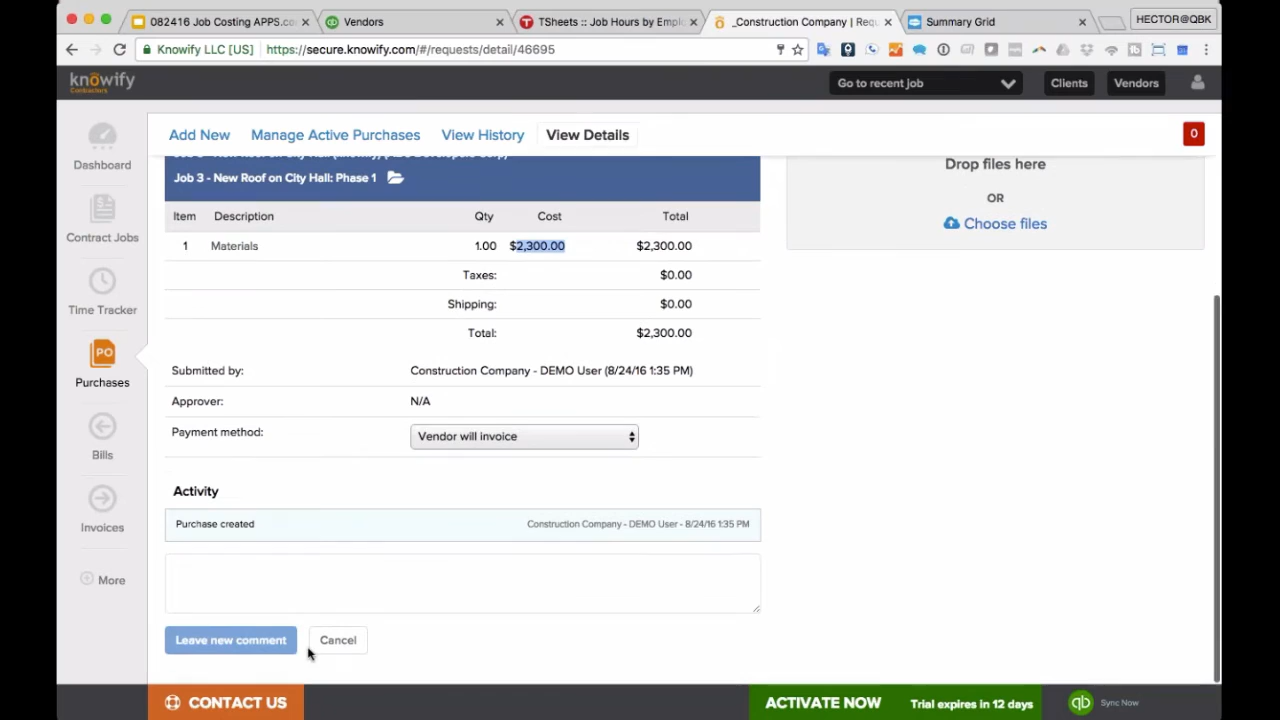 082416 Job Costing APPS.co
Vendors
TSheets :: Job Hours by Emplo
_Construction Company | Requ
Summary Grid
HECTOR@QBK
Knowify LLC [US]
https://secure.knowify.com/#/requests/detail/46695
knowify
Contractors
Go to recent job
Clients
Vendors
Add New
Manage Active Purchases
View History
View Details
0
Dashboard
Contract Jobs
Time Tracker
PO
Purchases
Bills
Invoices
More
Job 3 - New Roof on City Hall: Phase 1
Item Description Qty Cost Total
1 Materials 1.00 $2,300.00 $2,300.00
Taxes: $0.00
Shipping: $0.00
Total: $2,300.00
Submitted by: Construction Company - DEMO User (8/24/16 1:35 PM)
Approver: N/A
Payment method: Vendor will invoice
Activity
Purchase created Construction Company - DEMO User - 8/24/16 1:35 PM
Leave new comment
Cancel
Drop files here
OR
Choose files
CONTACT US
ACTIVATE NOW
Trial expires in 12 days
qb
Sync Now